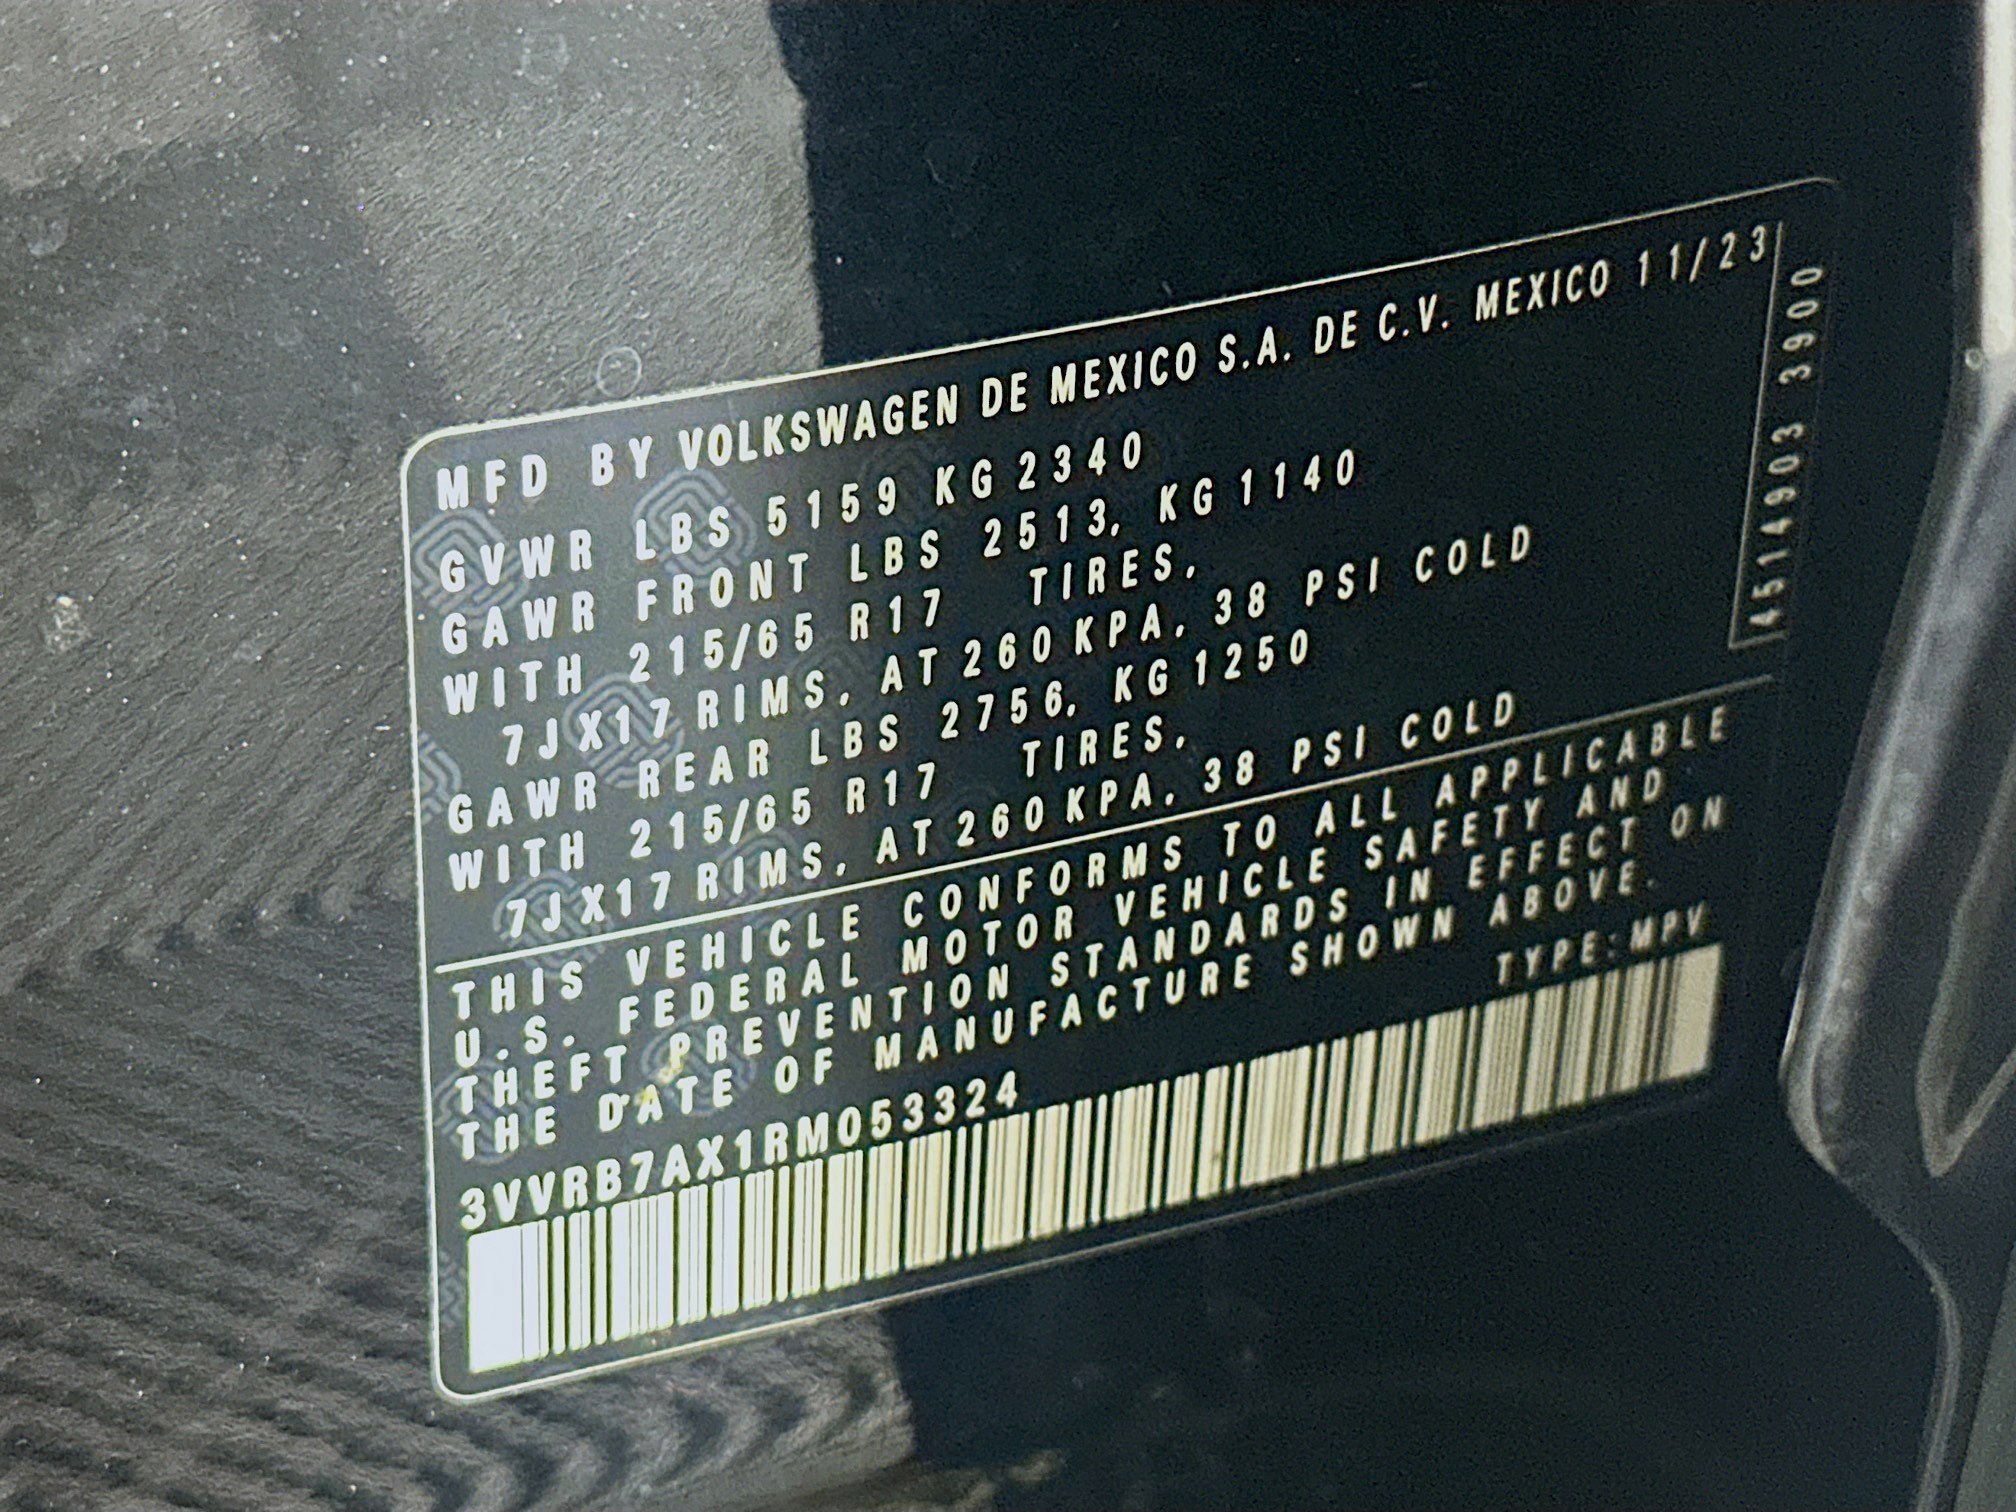 MFD BY VOLKSWAGEN DE MEXICO S.A. DE C.V. MEXICO 11/23
GVWR LBS 5159 KG 2340
GAWR FRONT LBS 2513, KG 1140
WITH 215/65 R17 TIRES,
7JX17 RIMS, AT 260 KPA, 38 PSI COLD
GAWR REAR LBS 2756, KG 1250
WITH 215/65 R17 TIRES,
7JX17 RIMS, AT 260 KPA, 38 PSI COLD
THIS VEHICLE CONFORMS TO ALL APPLICABLE
U.S. FEDERAL MOTOR VEHICLE SAFETY AND
THEFT PREVENTION STANDARDS IN EFFECT ON
THE DATE OF MANUFACTURE SHOWN ABOVE.
3VVRB7AX1RM053324
TYPE: MPV
4514903 3900